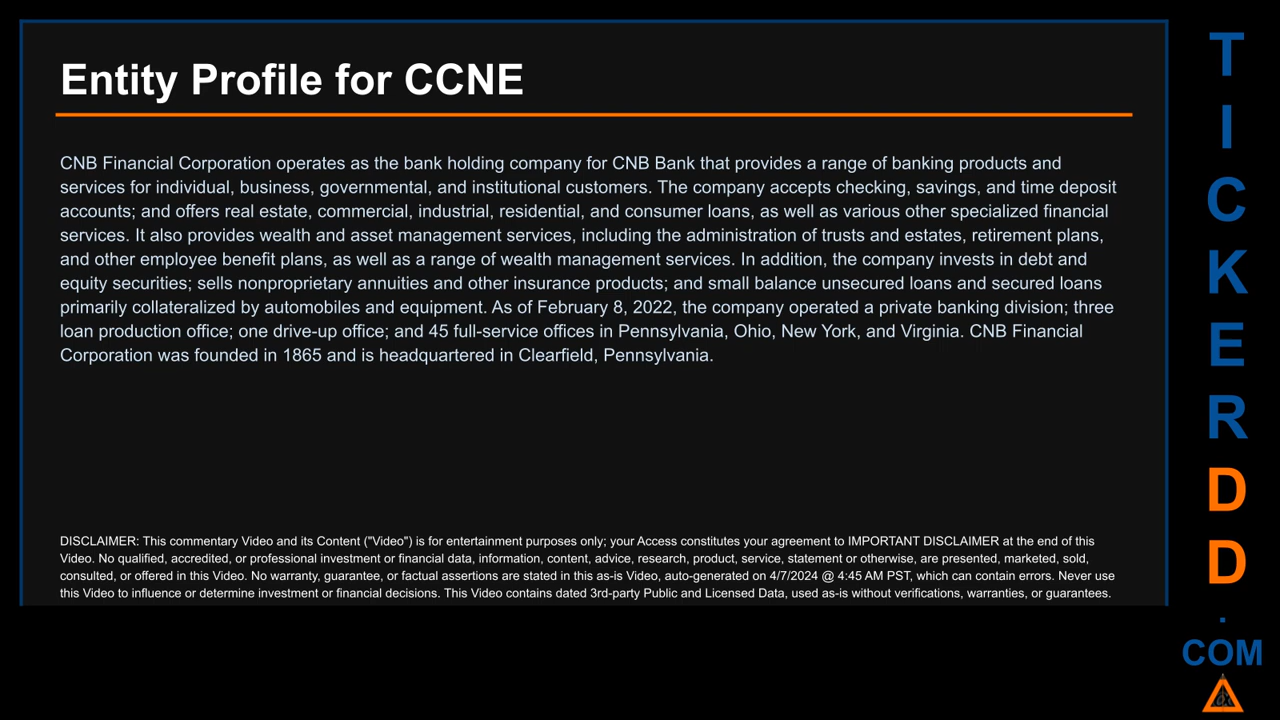 Entity Profile for CCNE
CNB Financial Corporation operates as the bank holding company for CNB Bank that provides a range of banking products and
services for individual, business, governmental, and institutional customers. The company accepts checking, savings, and time deposit
accounts; and offers real estate, commercial, industrial, residential, and consumer loans, as well as various other specialized financial
services. It also provides wealth and asset management services, including the administration of trusts and estates, retirement plans,
and other employee benefit plans, as well as a range of wealth management services. In addition, the company invests in debt and
equity securities; sells nonproprietary annuities and other insurance products; and small balance unsecured loans and secured loans
primarily collateralized by automobiles and equipment. As of February 8, 2022, the company operated a private banking division; three
loan production office; one drive-up office; and 45 full-service offices in Pennsylvania, Ohio, New York, and Virginia. CNB Financial
Corporation was founded in 1865 and is headquartered in Clearfield, Pennsylvania.
DISCLAIMER: This commentary Video and its Content ("Video") is for entertainment purposes only; your Access constitutes your agreement to IMPORTANT DISCLAIMER at the end of this
Video. No qualified, accredited, or professional investment or financial data, information, content, advice, research, product, service, statement or otherwise, are presented, marketed, sold,
consulted, or offered in this Video. No warranty, guarantee, or factual assertions are stated in this as-is Video, auto-generated on 4/7/2024 @ 4:45 AM PST, which can contain errors. Never use
this Video to influence or determine investment or financial decisions. This Video contains dated 3rd-party Public and Licensed Data, used as-is without verifications, warranties, or guarantees.
T
I
C
K
E
R
D
D
.
COM